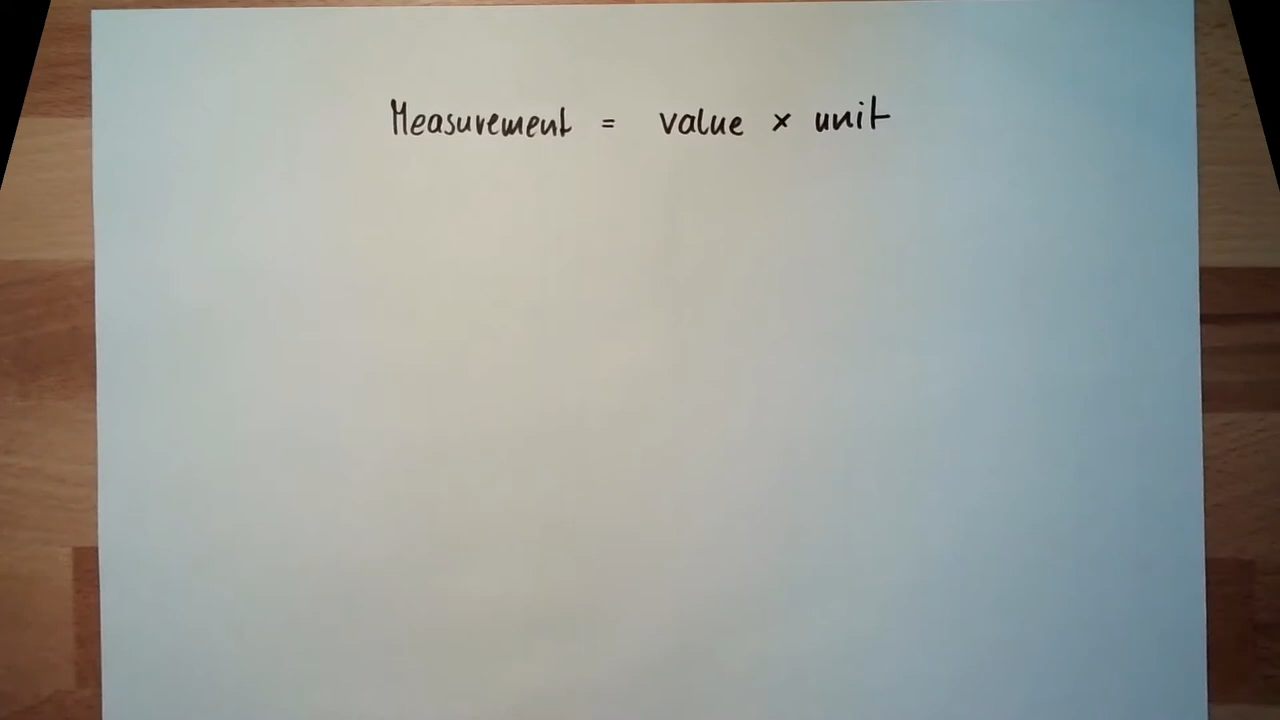 Measurement = value × unit